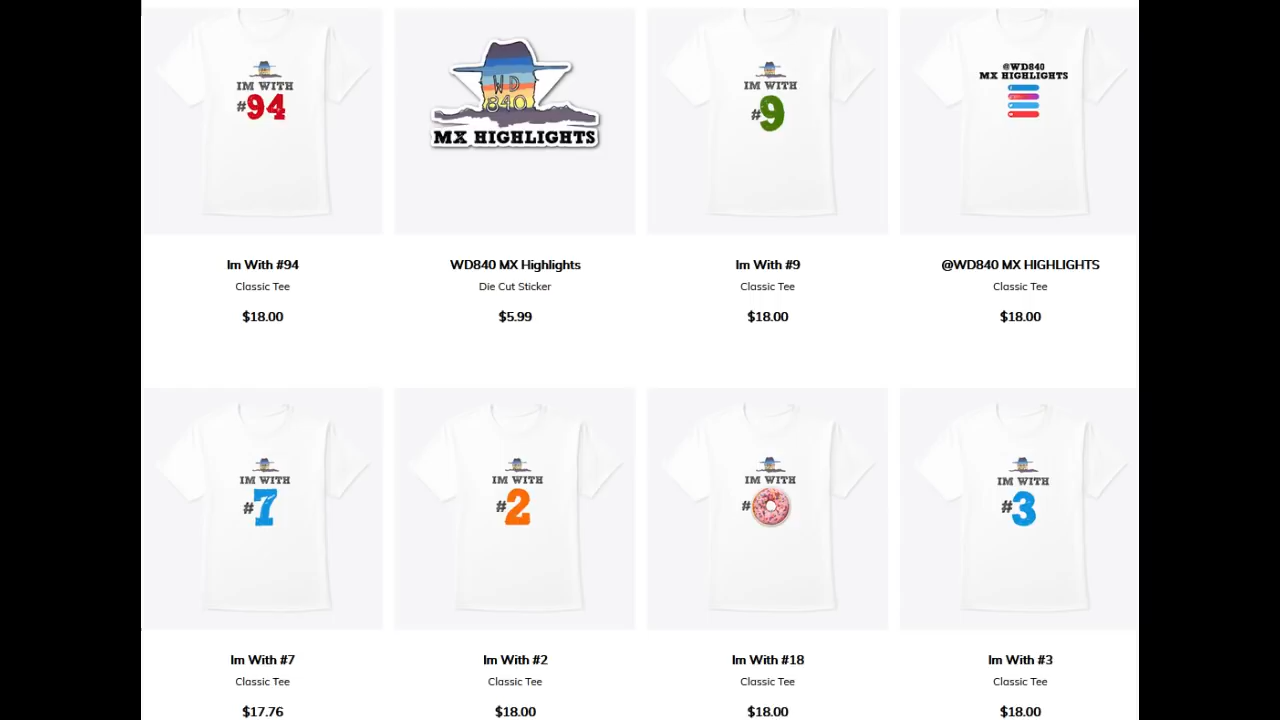 IM WITH
#94
WD
840
MX HIGHLIGHTS
IM WITH
#9
@WD840
MX HIGHLIGHTS
Im With #94
Classic Tee
$18.00
WD840 MX Highlights
Die Cut Sticker
$5.99
Im With #9
Classic Tee
$18.00
@WD840 MX HIGHLIGHTS
Classic Tee
$18.00
IM WITH
#7
IM WITH
#2
IM WITH
#
IM WITH
#3
Im With #7
Classic Tee
$17.76
Im With #2
Classic Tee
$18.00
Im With #18
Classic Tee
$18.00
Im With #3
Classic Tee
$18.00